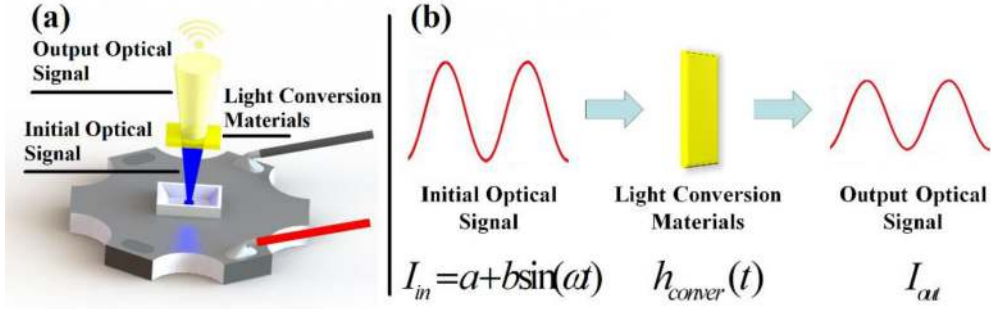 (a)
Output Optical
Signal
Light Conversion
Materials
Initial Optical
Signal
(b)
Initial Optical
Signal
Light Conversion
Materials
Output Optical
Signal
I_in = a+bsin(ωt)
h_conver(t)
I_out